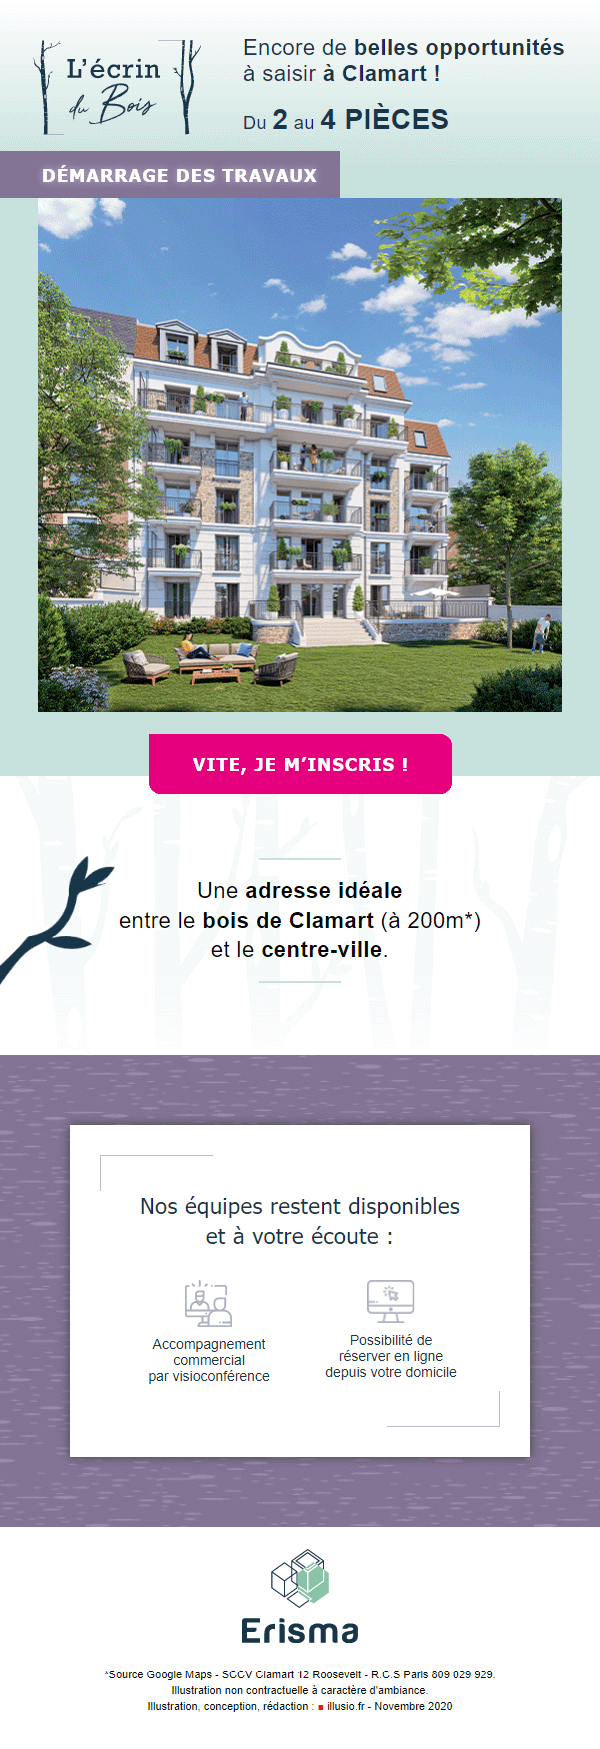 L'écrin
du Bois
Encore de belles opportunités
à saisir à Clamart !
Du 2 au 4 PIÈCES
DÉMARRAGE DES TRAVAUX
VITE, JE M'INSCRIS !
Une adresse idéale
entre le bois de Clamart (à 200m*)
et le centre-ville.
Nos équipes restent disponibles
et à votre écoute :
Accompagnement
commercial
par visioconférence
Possibilité de
réserver en ligne
depuis votre domicile
Erisma
*Source Google Maps - SCCV Clamart 12 Roosevelt - R.C.S Paris 809 029 929.
Illustration non contractuelle à caractère d'ambiance.
Illustration, conception, rédaction : illusio.fr - Novembre 2020